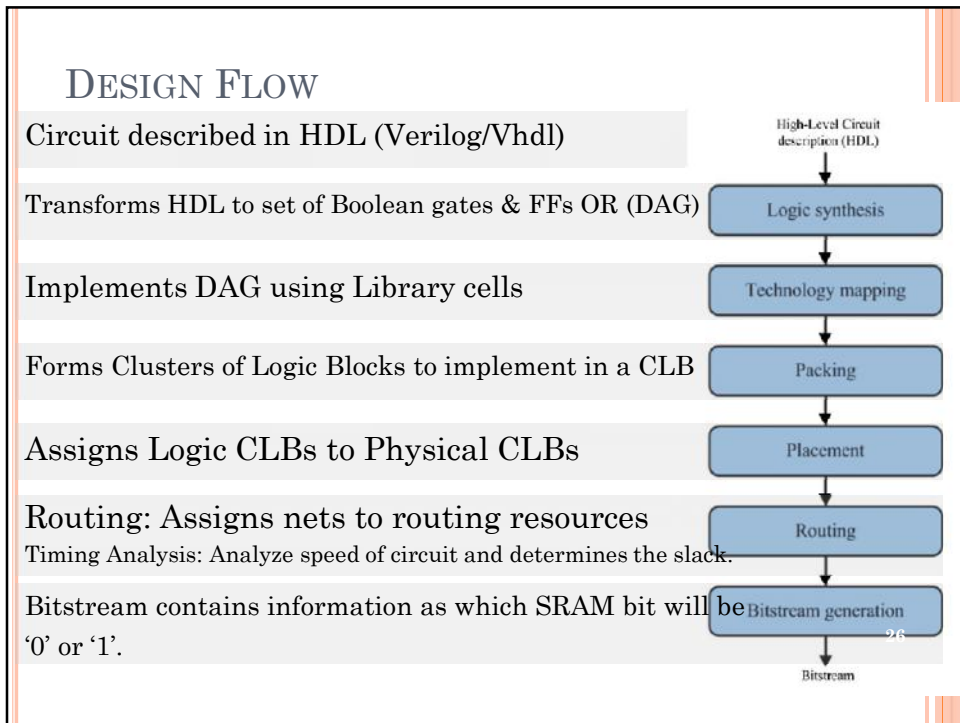 DESIGN FLOW
Circuit described in HDL (Verilog/Vhdl)
High-Level Circuit
description (HDL)
Transforms HDL to set of Boolean gates & FFs OR (DAG)
Logic synthesis
Implements DAG using Library cells
Technology mapping
Forms Clusters of Logic Blocks to implement in a CLB
Packing
Assigns Logic CLBs to Physical CLBs
Placement
Routing: Assigns nets to routing resources
Timing Analysis: Analyze speed of circuit and determines the slack.
Routing
Bitstream contains information as which SRAM bit will be
‘0’ or ‘1’.
Bitstream generation
26
Bitstream